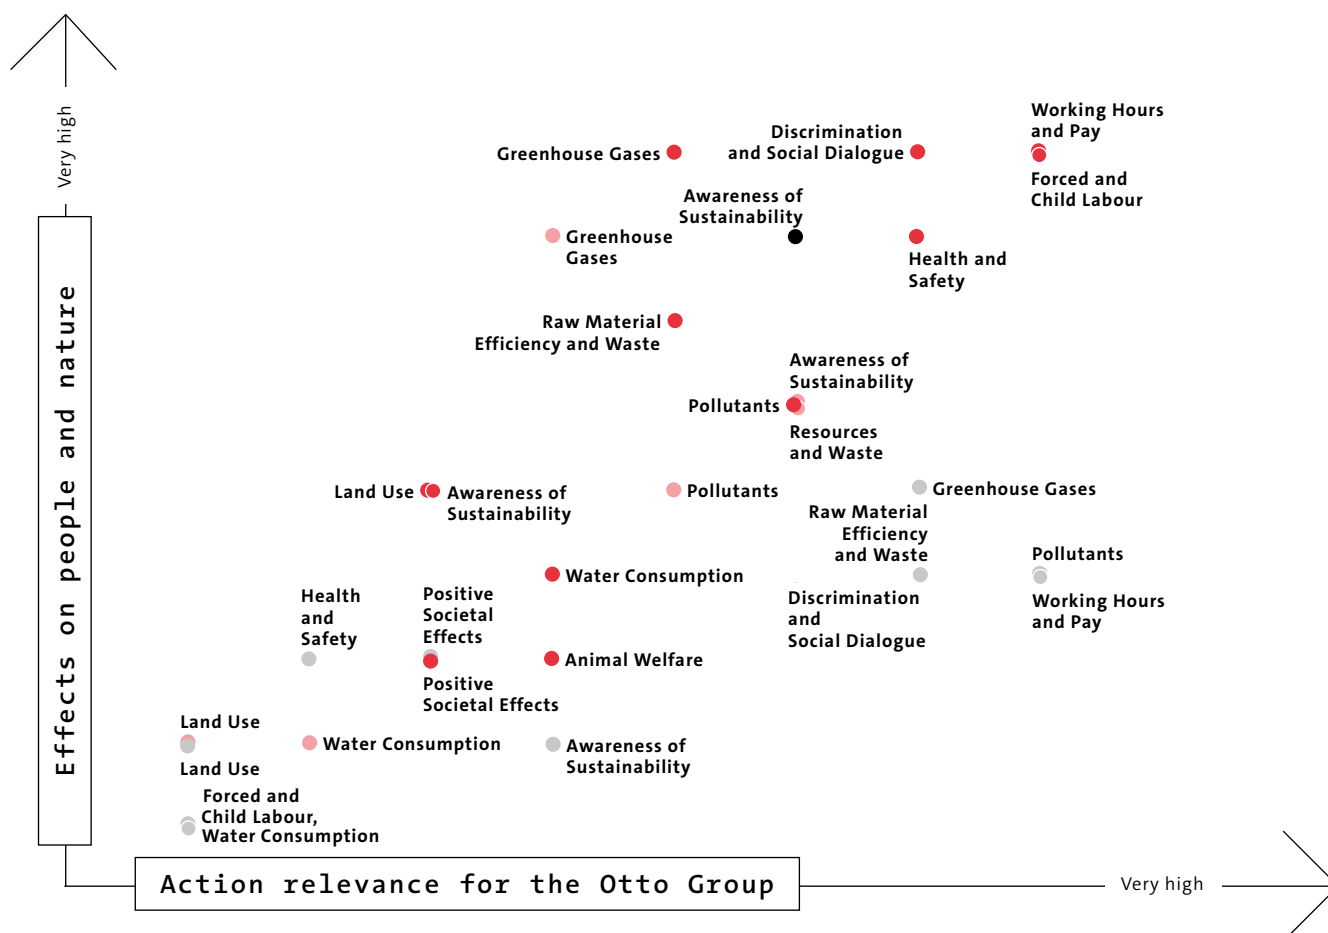 Very high
Effects on people and nature
Working Hours
and Pay
Discrimination
and Social Dialogue
Greenhouse Gases
Forced and
Child Labour
Awareness of
Sustainability
Greenhouse
Gases
Health and
Safety
Raw Material
Efficiency and Waste
Awareness of
Sustainability
Pollutants
Resources
and Waste
Land Use
Awareness of
Sustainability
Pollutants
Greenhouse Gases
Raw Material
Efficiency
and Waste
Pollutants
Water Consumption
Working Hours
and Pay
Discrimination
and
Social Dialogue
Health
and
Safety
Positive
Societal
Effects
Animal Welfare
Positive
Societal Effects
Land Use
Water Consumption
Awareness of
Sustainability
Land Use
Forced and
Child Labour,
Water Consumption
Action relevance for the Otto Group
Very high